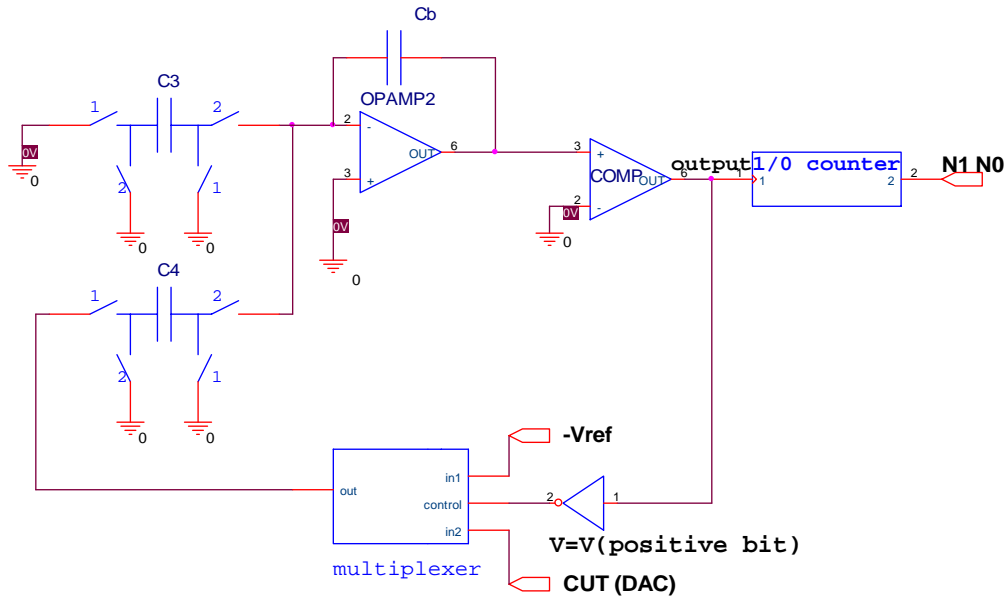 Cb
C3
OPAMP2
1
2
2
-
6
OUT
3
+
0V
0
2
1
0
0
0V
0
3
+
COMP
OUT
6
2
-
0V
0
output
1/0 counter
1
1
2
2
N1 N0
C4
1
2
2
1
0
0
-Vref
out
in1
control
in2
2
1
V=V(positive bit)
multiplexer
CUT (DAC)